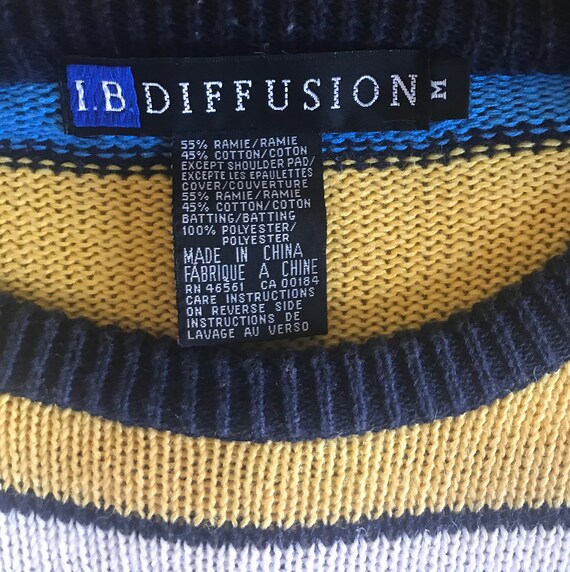 I.B. DIFFUSION M
55% RAMIE/RAMIE
45% COTTON/COTON
EXCEPT SHOULDER PAD/
EXCEPTE LES EPAULETTES
COVER/COUVERTURE
55% RAMIE/RAMIE
45% COTTON/COTON
BATTING/BATTING
100% POLYESTER/
POLYESTER
MADE IN CHINA
FABRIQUE A CHINE
RN 46561 CA 00184
CARE INSTRUCTIONS
ON REVERSE SIDE
INSTRUCTIONS DE
LAVAGE AU VERSO